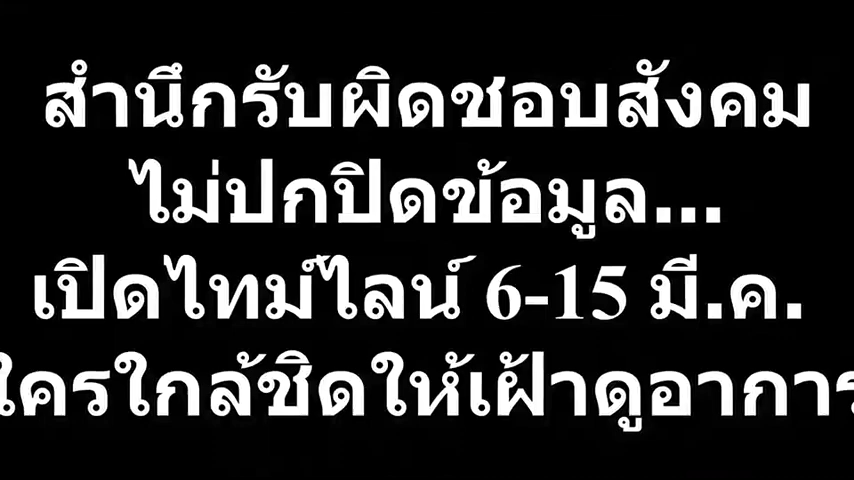 สำนึกรับผิดชอบสังคม
ไม่ปกปิดข้อมูล...
เปิดไทม์ไลน์ 6-15 มี.ค.
ใครใกล้ชิดให้เฝ้าดูอาการ